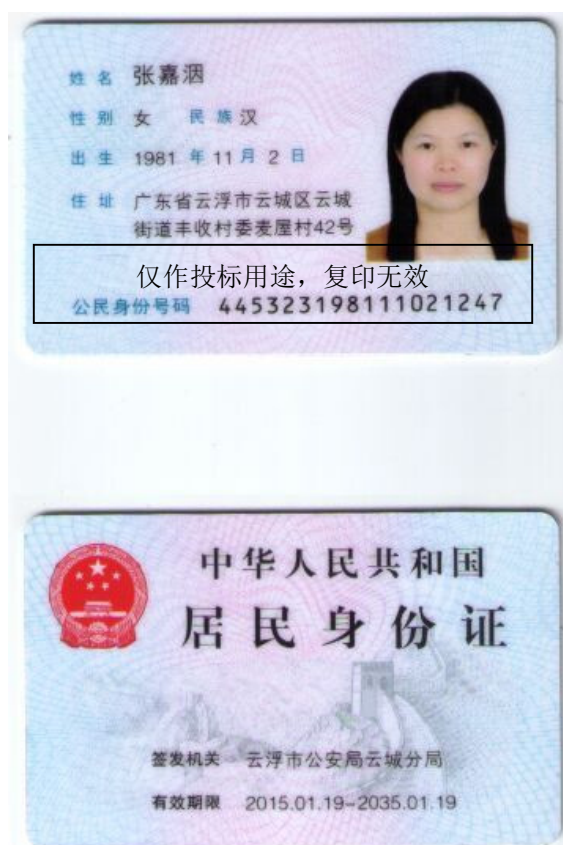 姓名 张嘉洇
性别 女 民族 汉
出生 1981 年 11 月 2 日
住址 广东省云浮市云城区云城
街道丰收村委麦屋村42号
仅作投标用途，复印无效
公民身份号码 445323198111021247
中华人民共和国
居民身份证
签发机关 云浮市公安局云城分局
有效期限 2015.01.19-2035.01.19